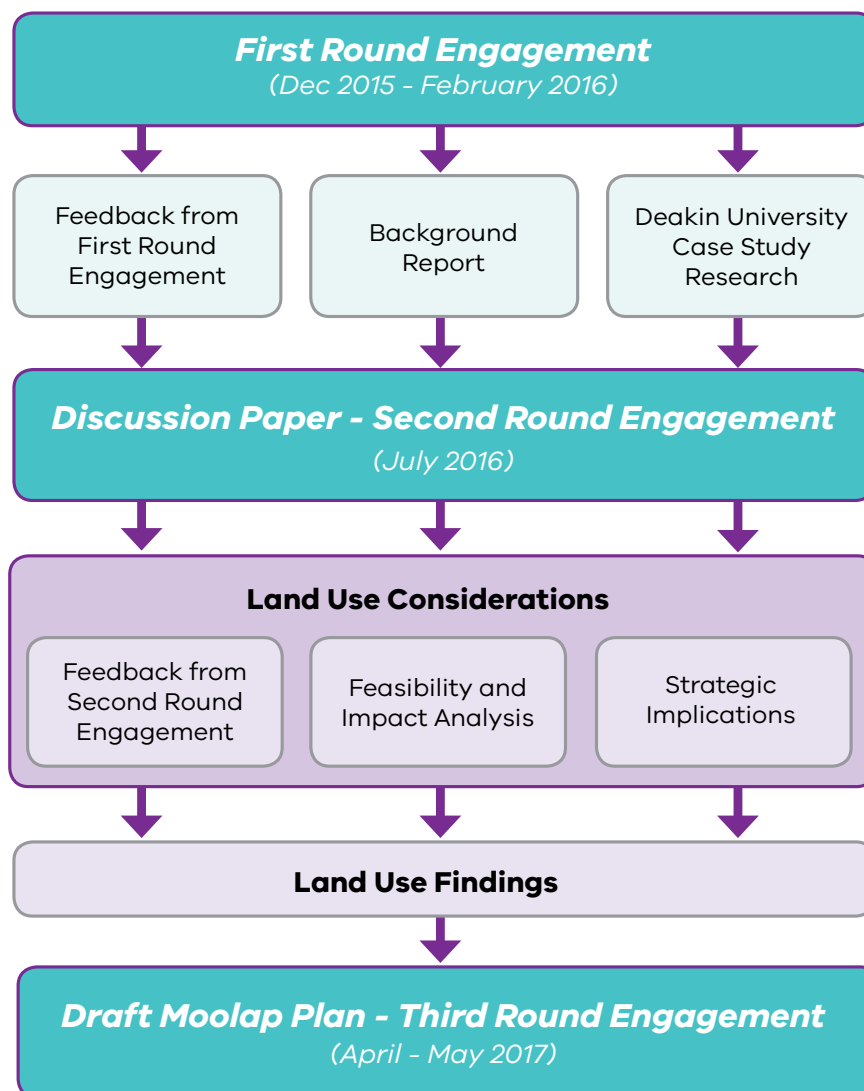 First Round Engagement
(Dec 2015 - February 2016)
Feedback from
First Round
Engagement
Background
Report
Deakin University
Case Study
Research
Discussion Paper - Second Round Engagement
(July 2016)
Land Use Considerations
Feedback from
Second Round
Engagement
Feasibility and
Impact Analysis
Strategic
Implications
Land Use Findings
Draft Moolap Plan - Third Round Engagement
(April - May 2017)